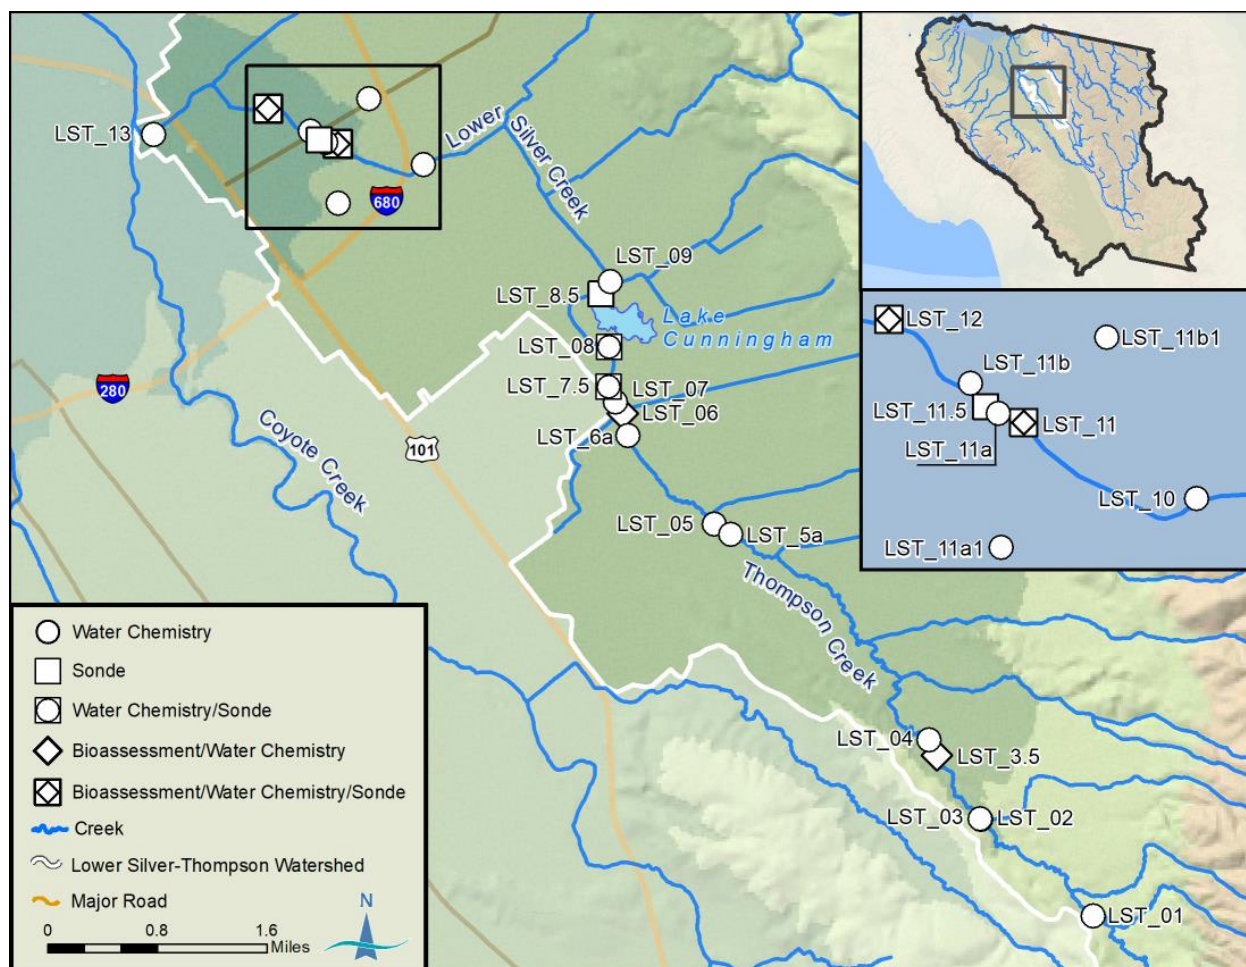 LST_13
680
Lower
Silver Creek
LST_09
LST_8.5
Lake
Cunningham
LST_08
LST_7.5
LST_07
LST_06
LST_6a
280
101
Coyote Creek
LST_05
LST_5a
Thompson Creek
LST_04
LST_3.5
LST_03
LST_02
LST_01
LST_12
LST_11b1
LST_11b
LST_11.5
LST_11
LST_11a
LST_10
LST_11a1
Water Chemistry
Sonde
Water Chemistry/Sonde
Bioassessment/Water Chemistry
Bioassessment/Water Chemistry/Sonde
Creek
Lower Silver-Thompson Watershed
Major Road
N
0 0.8 1.6
Miles